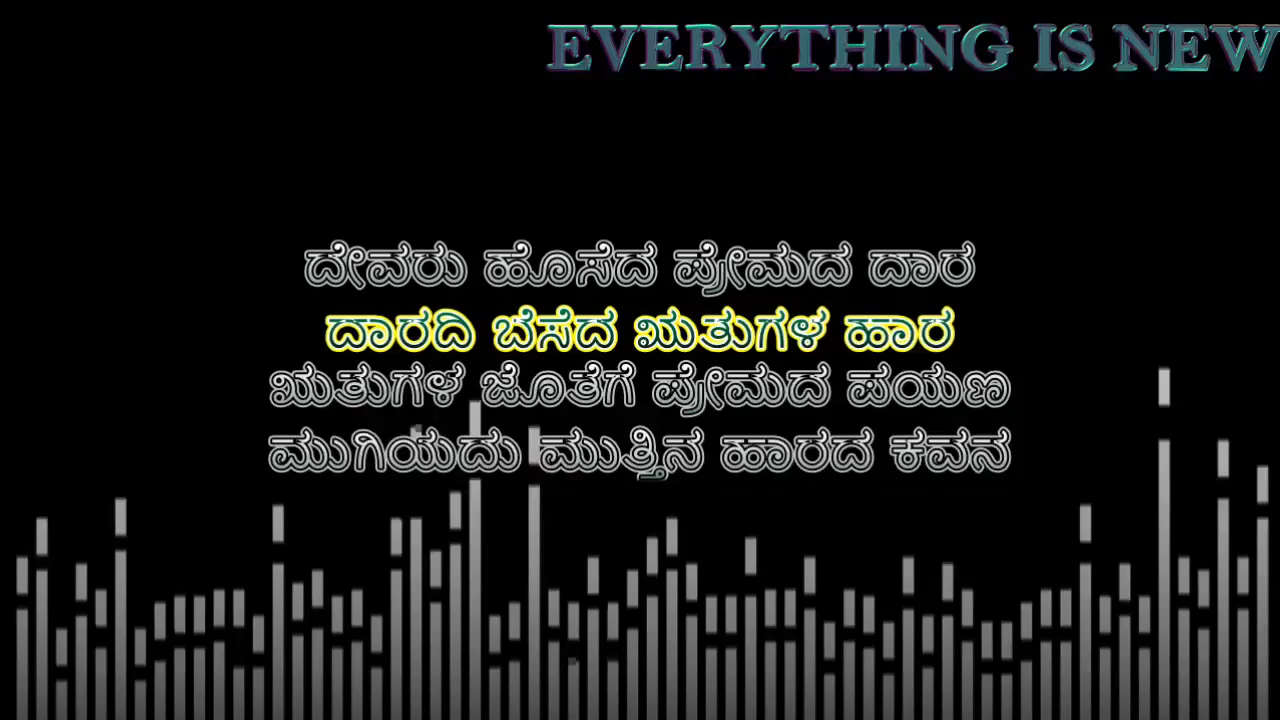 EVERYTHING IS NEW
ದೇವರು ಹೊಸೆದ ಪ್ರೇಮದ ದಾರ
ದಾರದಿ ಬೆಸೆದ ಋತುಗಳ ಹಾರ
ಋತುಗಳ ಜೊತೆಗೆ ಪ್ರೇಮದ ಪಯಣ
ಮುಗಿಯದು ಮುತ್ತಿನ ಹಾರದ ಕವನ